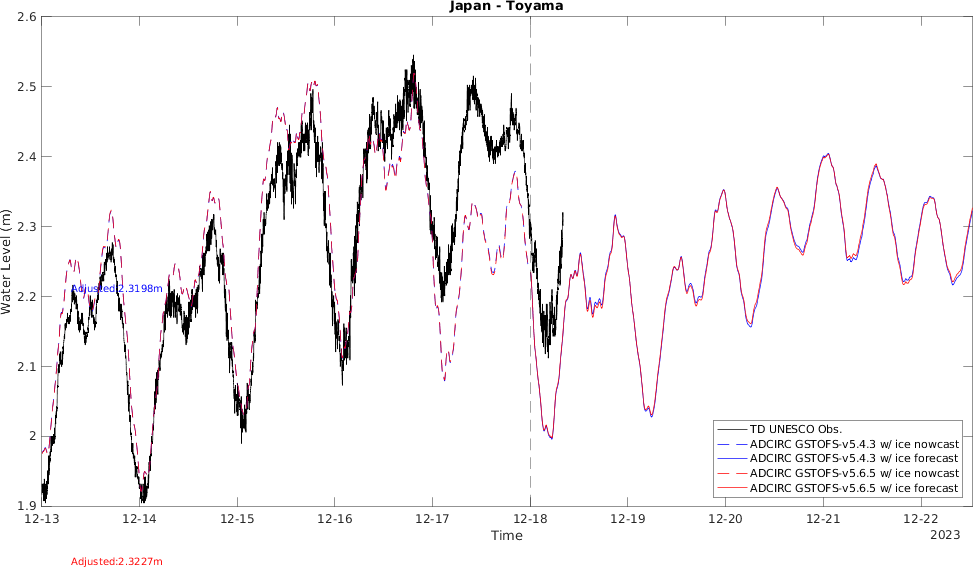 Japan - Toyama
2.6
2.5
2.4
2.3
2.2
2.1
2
1.9
Water Level (m)
Adjusted:2.3198m
TD UNESCO Obs.
ADCIRC GSTOFS-v5.4.3 w/ ice nowcast
ADCIRC GSTOFS-v5.4.3 w/ ice forecast
ADCIRC GSTOFS-v5.6.5 w/ ice nowcast
ADCIRC GSTOFS-v5.6.5 w/ ice forecast
12-13 12-14 12-15 12-16 12-17 12-18 12-19 12-20 12-21 12-22
Time
2023
Adjusted:2.3227m